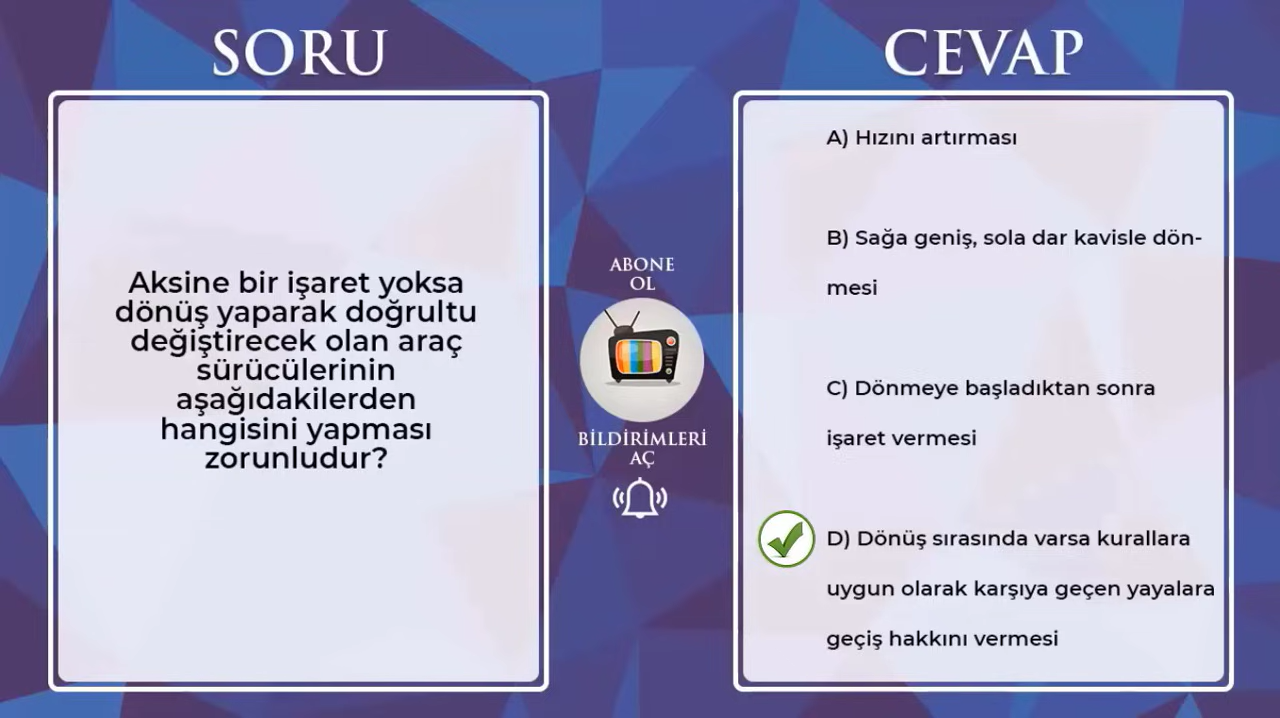 SORU
Aksine bir işaret yoksa
dönüş yaparak doğrultu
değiştirecek olan araç
sürücülerinin
aşağıdakilerden
hangisini yapması
zorunludur?
ABONE
OL
BİLDİRİMLERİ
AÇ
CEVAP
A) Hızını artırması
B) Sağa geniş, sola dar kavisle dön-
mesi
C) Dönmeye başladıktan sonra
işaret vermesi
D) Dönüş sırasında varsa kurallara
uygun olarak karşıya geçen yayalara
geçiş hakkını vermesi